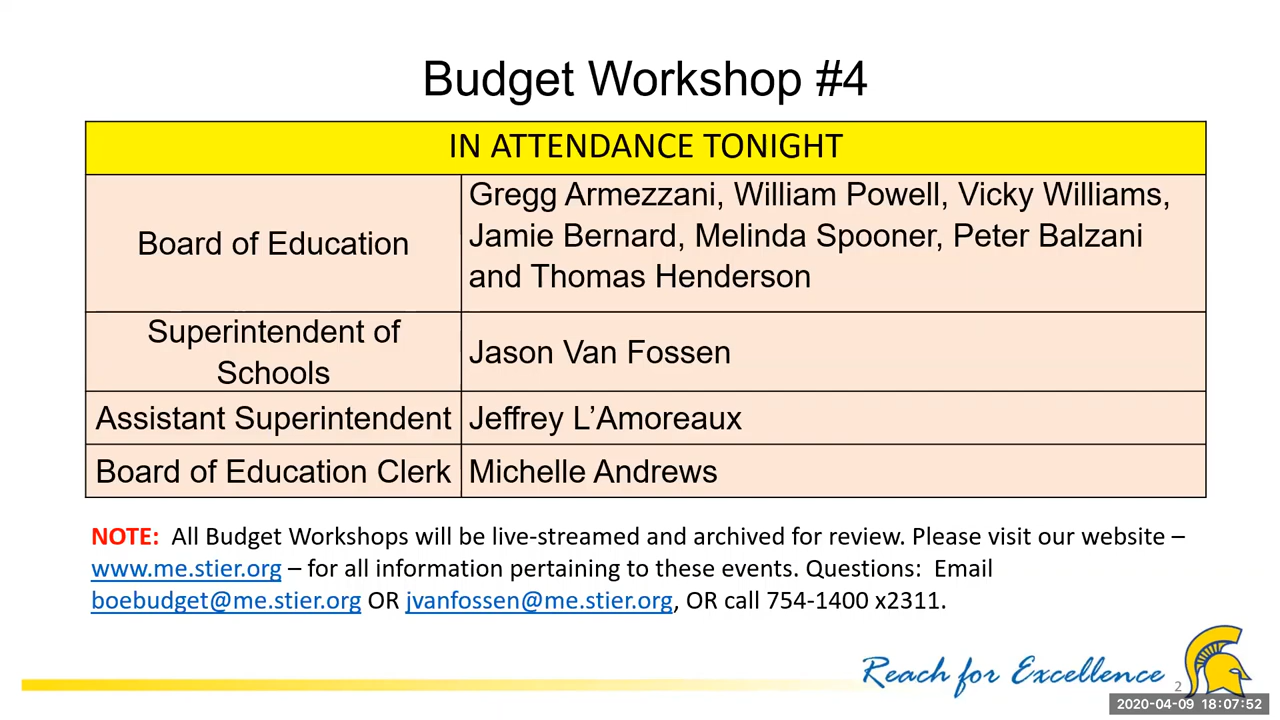 Budget Workshop #4
IN ATTENDANCE TONIGHT
Board of Education
Gregg Armezzani, William Powell, Vicky Williams,
Jamie Bernard, Melinda Spooner, Peter Balzani
and Thomas Henderson
Superintendent of
Schools
Jason Van Fossen
Assistant Superintendent
Jeffrey L’Amoreaux
Board of Education Clerk
Michelle Andrews
NOTE: All Budget Workshops will be live-streamed and archived for review. Please visit our website –
www.me.stier.org – for all information pertaining to these events. Questions: Email
boebudget@me.stier.org OR jvanfossen@me.stier.org, OR call 754-1400 x2311.
Reach for Excellence
2
2020-04-09 18:07:52